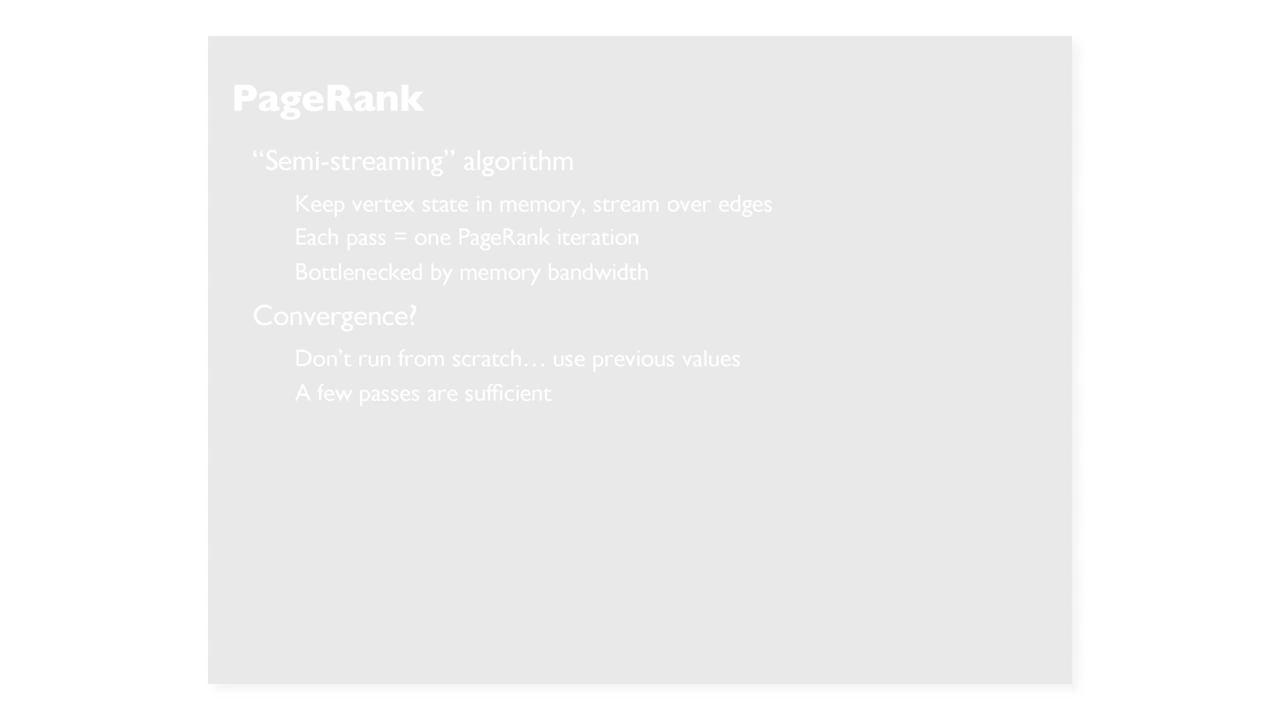 PageRank
“Semi-streaming” algorithm
Keep vertex state in memory, stream over edges
Each pass = one PageRank iteration
Bottlenecked by memory bandwidth
Convergence?
Don’t run from scratch… use previous values
A few passes are sufficient